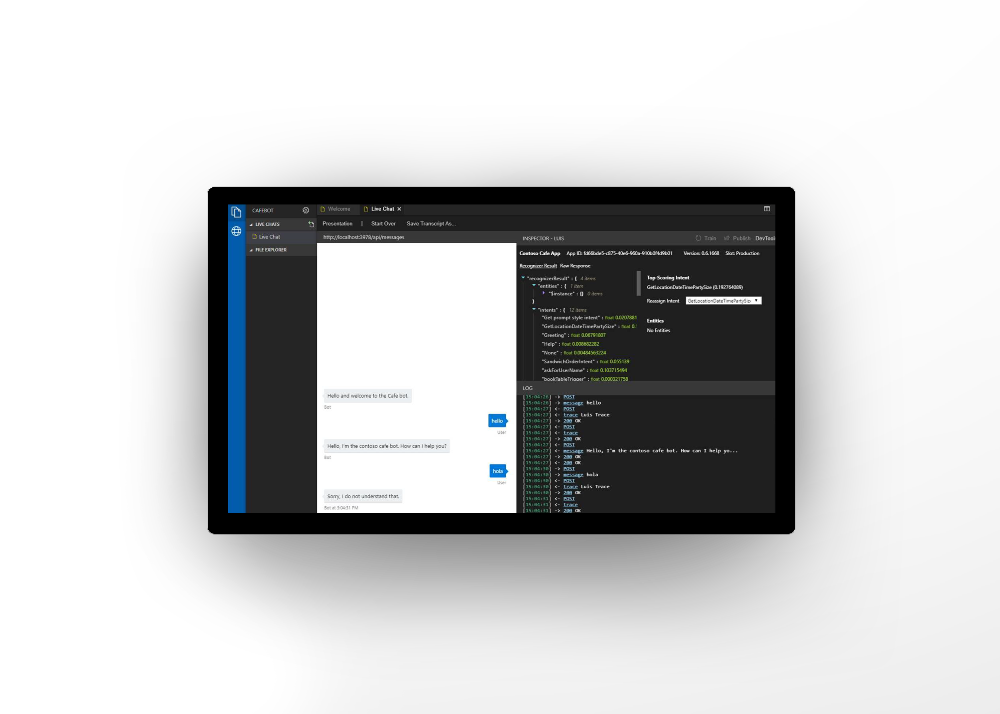 CAFEBOT
LIVE CHATS
Live Chat
FILE EXPLORER
Welcome
Live Chat
Presentation | Start Over Save Transcript As...
http://localhost:3978/api/messages
Hello and welcome to the Cafe bot.
Bot
hello
User
Hello, I'm the contoso cafe bot. How can I help you?
Bot
hola
User
Sorry, I do not understand that.
Bot at 3:04:31 PM
INSPECTOR - LUIS
Train Publish DevTools
Contoso Cafe App App ID: fd66bde5-c875-40e6-960a-910b0f4d9b01 Version: 0.6.1668 Slot: Production
Recognizer Result Raw Response
"recognizerResult" : { 4 items
"entities" : { 1 item
"$instance" : {} 0 items
}
"intents" : { 12 items
"Get prompt style intent" : float 0.0207881
"GetLocationDateTimePartySize" : float 0.1
"Greeting" : float 0.06791807
"Help" : float 0.008682282
"None" : float 0.00484563224
"SandwichOrderIntent" : float 0.055139
"askForUserName" : float 0.103715494
"bookTableTrigger" : float 0.000321758
Top-Scoring Intent
GetLocationDateTimePartySize (0.192764089)
Reassign Intent GetLocationDateTimePartySiz
Entities
No Entities
LOG
[15:04:26] -> POST
[15:04:26] -> message hello
[15:04:27] <- POST
[15:04:27] <- trace Luis Trace
[15:04:27] -> 200 OK
[15:04:27] <- POST
[15:04:27] <- trace
[15:04:27] -> 200 OK
[15:04:27] <- POST
[15:04:27] <- message Hello, I'm the contoso cafe bot. How can I help yo...
[15:04:27] -> 200 OK
[15:04:27] <- 200 OK
[15:04:30] -> POST
[15:04:30] -> message hola
[15:04:30] <- POST
[15:04:30] <- trace Luis Trace
[15:04:30] -> 200 OK
[15:04:31] <- POST
[15:04:31] <- trace
[15:04:31] -> 200 OK